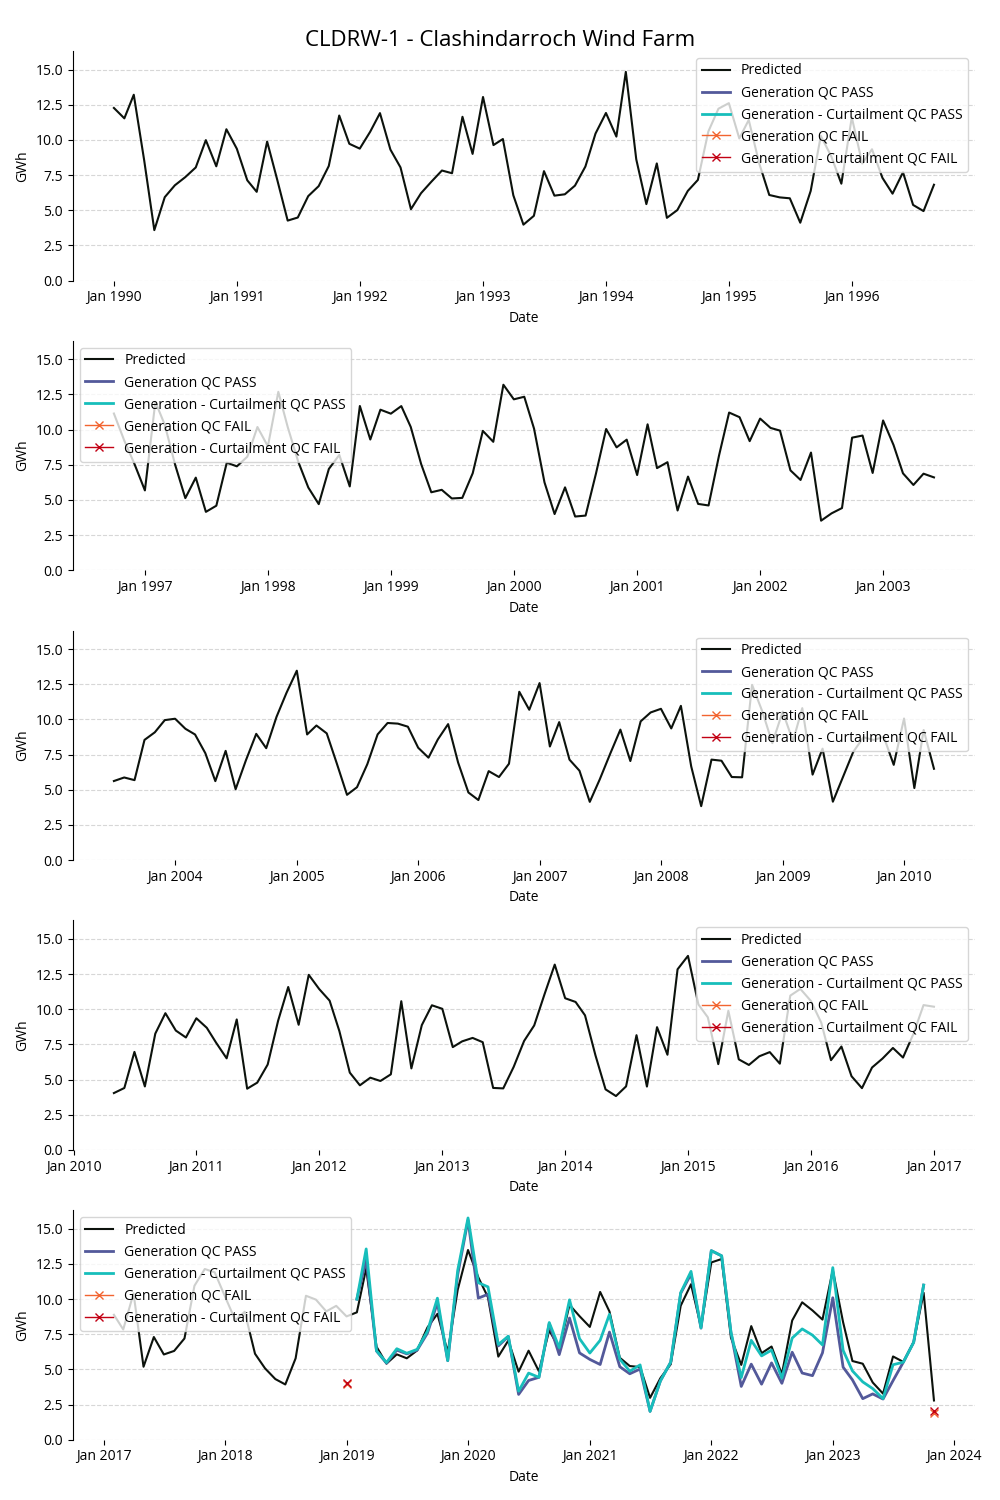 CLDRW-1 - Clashindarroch Wind Farm
Predicted
Generation QC PASS
Generation - Curtailment QC PASS
Generation QC FAIL
Generation - Curtailment QC FAIL
15.0
12.5
10.0
7.5
5.0
2.5
0.0
GWh
Jan 1990 Jan 1991 Jan 1992 Jan 1993 Jan 1994 Jan 1995 Jan 1996
Date
Predicted
Generation QC PASS
Generation - Curtailment QC PASS
Generation QC FAIL
Generation - Curtailment QC FAIL
15.0
12.5
10.0
7.5
5.0
2.5
0.0
GWh
Jan 1997 Jan 1998 Jan 1999 Jan 2000 Jan 2001 Jan 2002 Jan 2003
Date
Predicted
Generation QC PASS
Generation - Curtailment QC PASS
Generation QC FAIL
Generation - Curtailment QC FAIL
15.0
12.5
10.0
7.5
5.0
2.5
0.0
GWh
Jan 2004 Jan 2005 Jan 2006 Jan 2007 Jan 2008 Jan 2009 Jan 2010
Date
Predicted
Generation QC PASS
Generation - Curtailment QC PASS
Generation QC FAIL
Generation - Curtailment QC FAIL
15.0
12.5
10.0
7.5
5.0
2.5
0.0
GWh
Jan 2010 Jan 2011 Jan 2012 Jan 2013 Jan 2014 Jan 2015 Jan 2016 Jan 2017
Date
Predicted
Generation QC PASS
Generation - Curtailment QC PASS
Generation QC FAIL
Generation - Curtailment QC FAIL
15.0
12.5
10.0
7.5
5.0
2.5
0.0
GWh
Jan 2017 Jan 2018 Jan 2019 Jan 2020 Jan 2021 Jan 2022 Jan 2023 Jan 2024
Date